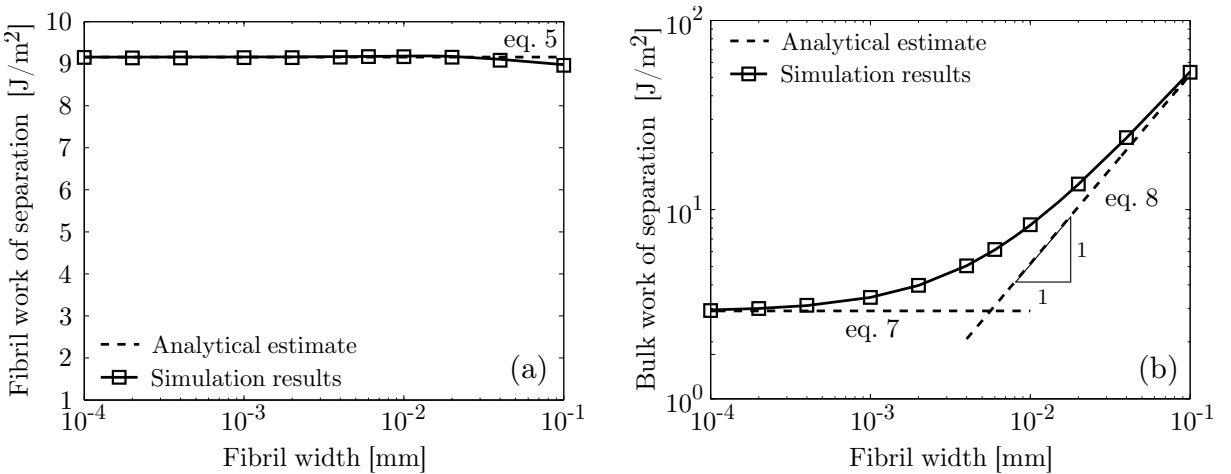 Fibril work of separation [J/m²]
10
9
8
7
6
5
4
3
2
1
eq. 5
Analytical estimate
Simulation results
(a)
10⁻⁴
10⁻³
10⁻²
10⁻¹
Fibril width [mm]
Bulk work of separation [J/m²]
10²
10¹
10⁰
Analytical estimate
Simulation results
eq. 8
1
1
eq. 7
(b)
10⁻⁴
10⁻³
10⁻²
10⁻¹
Fibril width [mm]